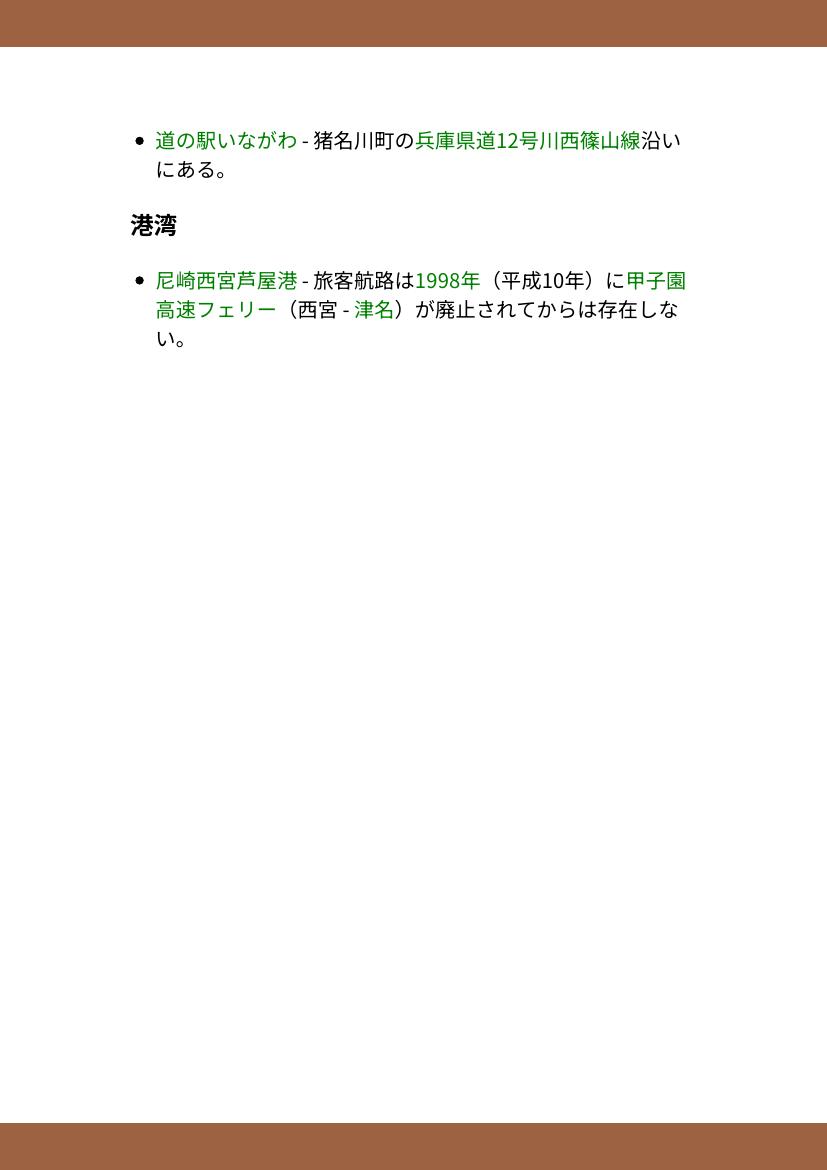 道の駅いながわ - 猪名川町の兵庫県道12号川西篠山線沿い
にある。
港湾
尼崎西宮芦屋港 - 旅客航路は1998年（平成10年）に甲子園
高速フェリー（西宮 - 津名）が廃止されてからは存在しな
い。